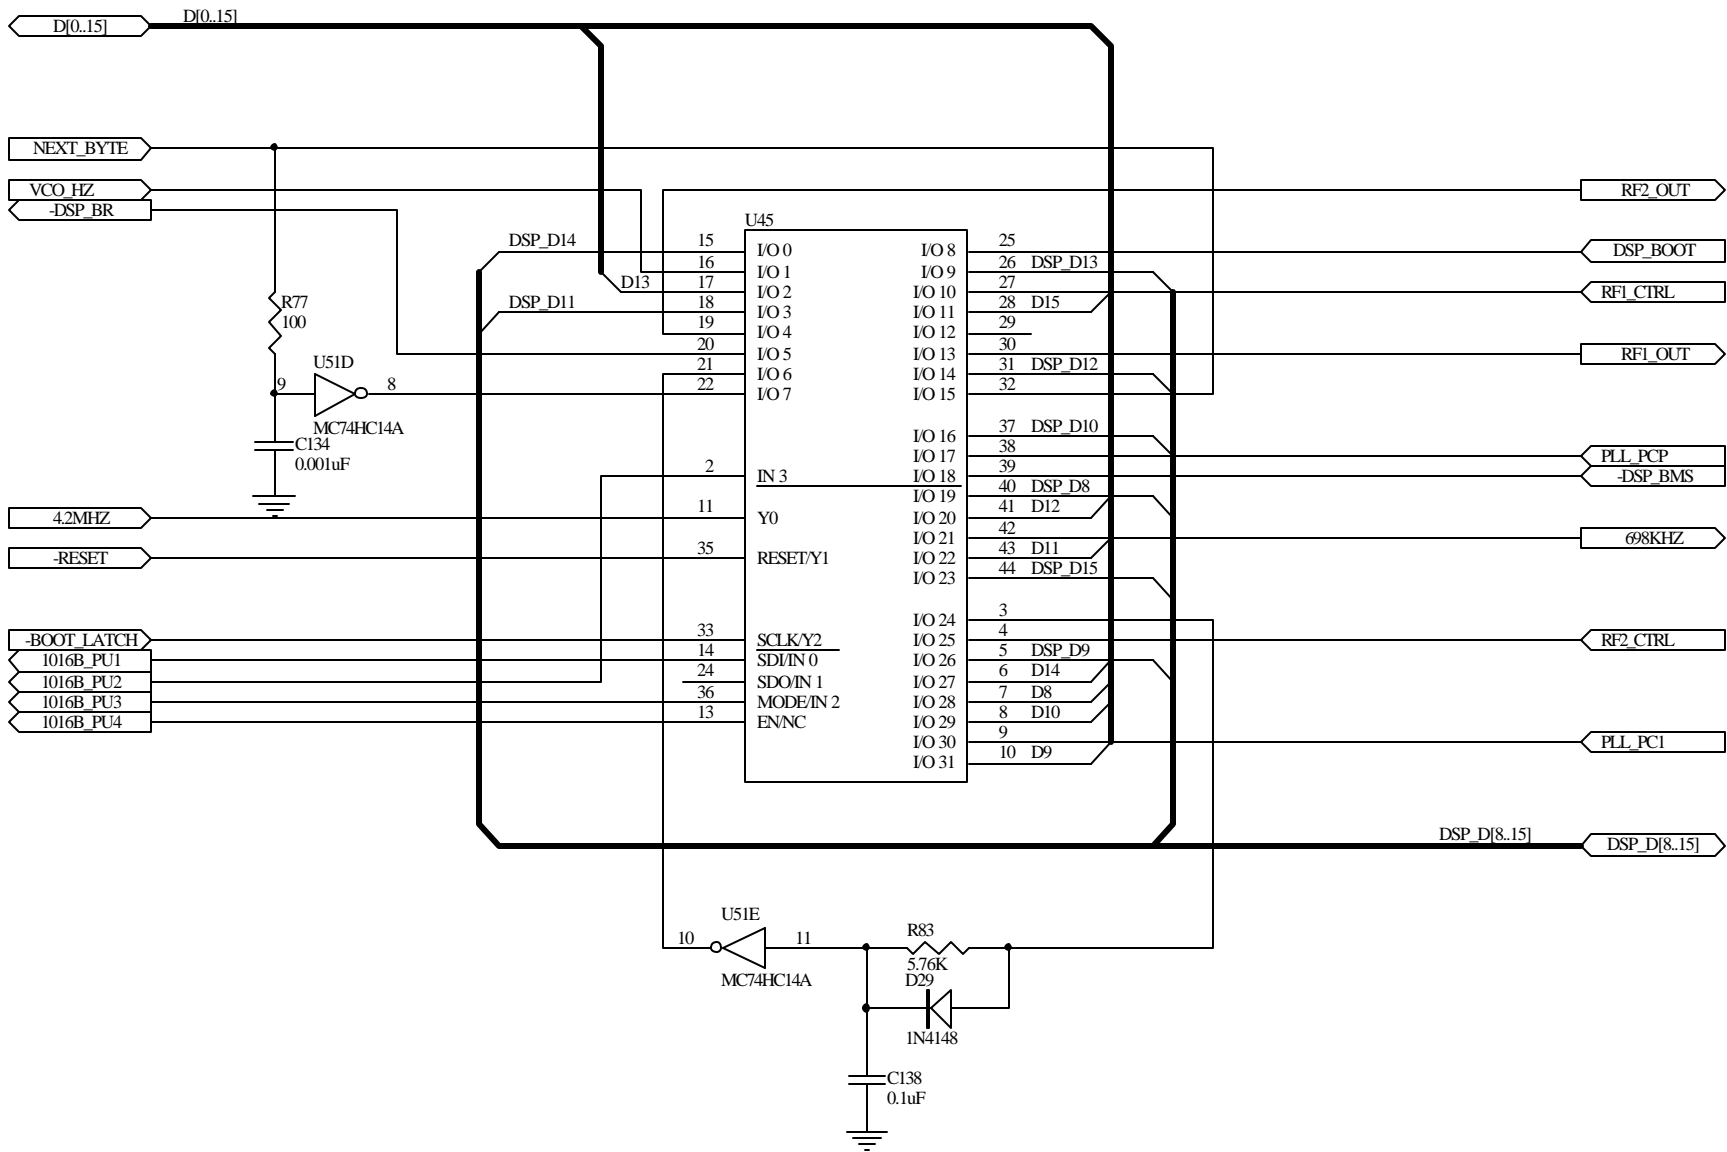 D[0..15]
D[0..15]
NEXT_BYTE
VCO_HZ
-DSP_BR
RF2_OUT
DSP_BOOT
RF1_CTRL
RF1_OUT
PLL_PCP
-DSP_BMS
698KHZ
RF2_CTRL
PLL_PC1
DSP_D[8..15]
DSP_D[8..15]
R77
100
U51D
9
8
MC74HC14A
C134
0.001uF
4.2MHZ
-RESET
-BOOT_LATCH
1016B_PU1
1016B_PU2
1016B_PU3
1016B_PU4
U45
DSP_D14 15 I/O 0
16 I/O 1
D13 17 I/O 2
DSP_D11 18 I/O 3
19 I/O 4
20 I/O 5
21 I/O 6
22 I/O 7
2 IN 3
11 Y0
35 RESET/Y1
33 SCLK/Y2
14 SDI/IN 0
24 SDO/IN 1
36 MODE/IN 2
13 EN/NC
I/O 8 25
I/O 9 26 DSP_D13
I/O 10 27
I/O 11 28 D15
I/O 12 29
I/O 13 30
I/O 14 31 DSP_D12
I/O 15 32
I/O 16 37 DSP_D10
I/O 17 38
I/O 18 39
I/O 19 40 DSP_D8
I/O 20 41 D12
I/O 21 42
I/O 22 43 D11
I/O 23 44 DSP_D15
I/O 24 3
I/O 25 4
I/O 26 5 DSP_D9
I/O 27 6 D14
I/O 28 7 D8
I/O 29 8 D10
I/O 30 9
I/O 31 10 D9
U51E
10
11
MC74HC14A
R83
5.76K
D29
1N4148
C138
0.1uF